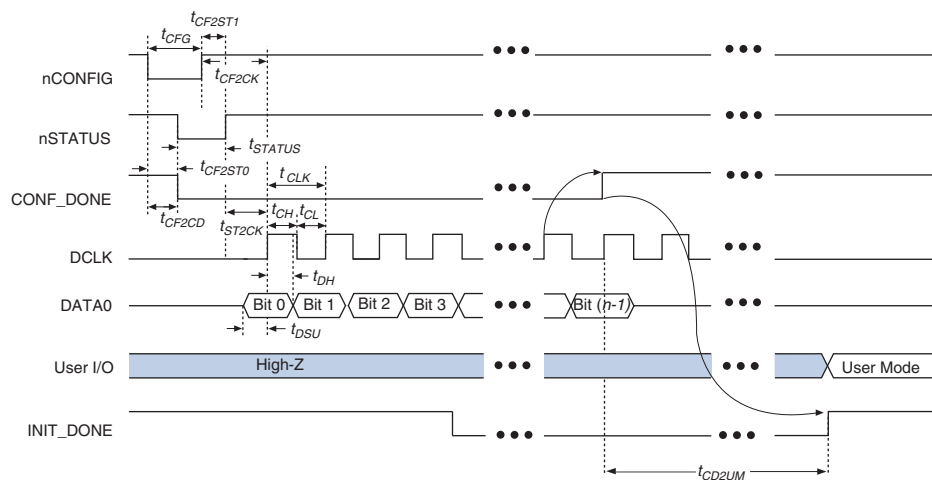 tCF2ST1
tCFG
nCONFIG
tCF2CK
nSTATUS
tSTATUS
tCF2ST0
tCLK
CONF_DONE
tCF2CD
tST2CK
tCH
tCL
DCLK
tDH
DATA0
Bit 0
Bit 1
Bit 2
Bit 3
Bit (n-1)
tDSU
User I/O
High-Z
User Mode
INIT_DONE
tCD2UM